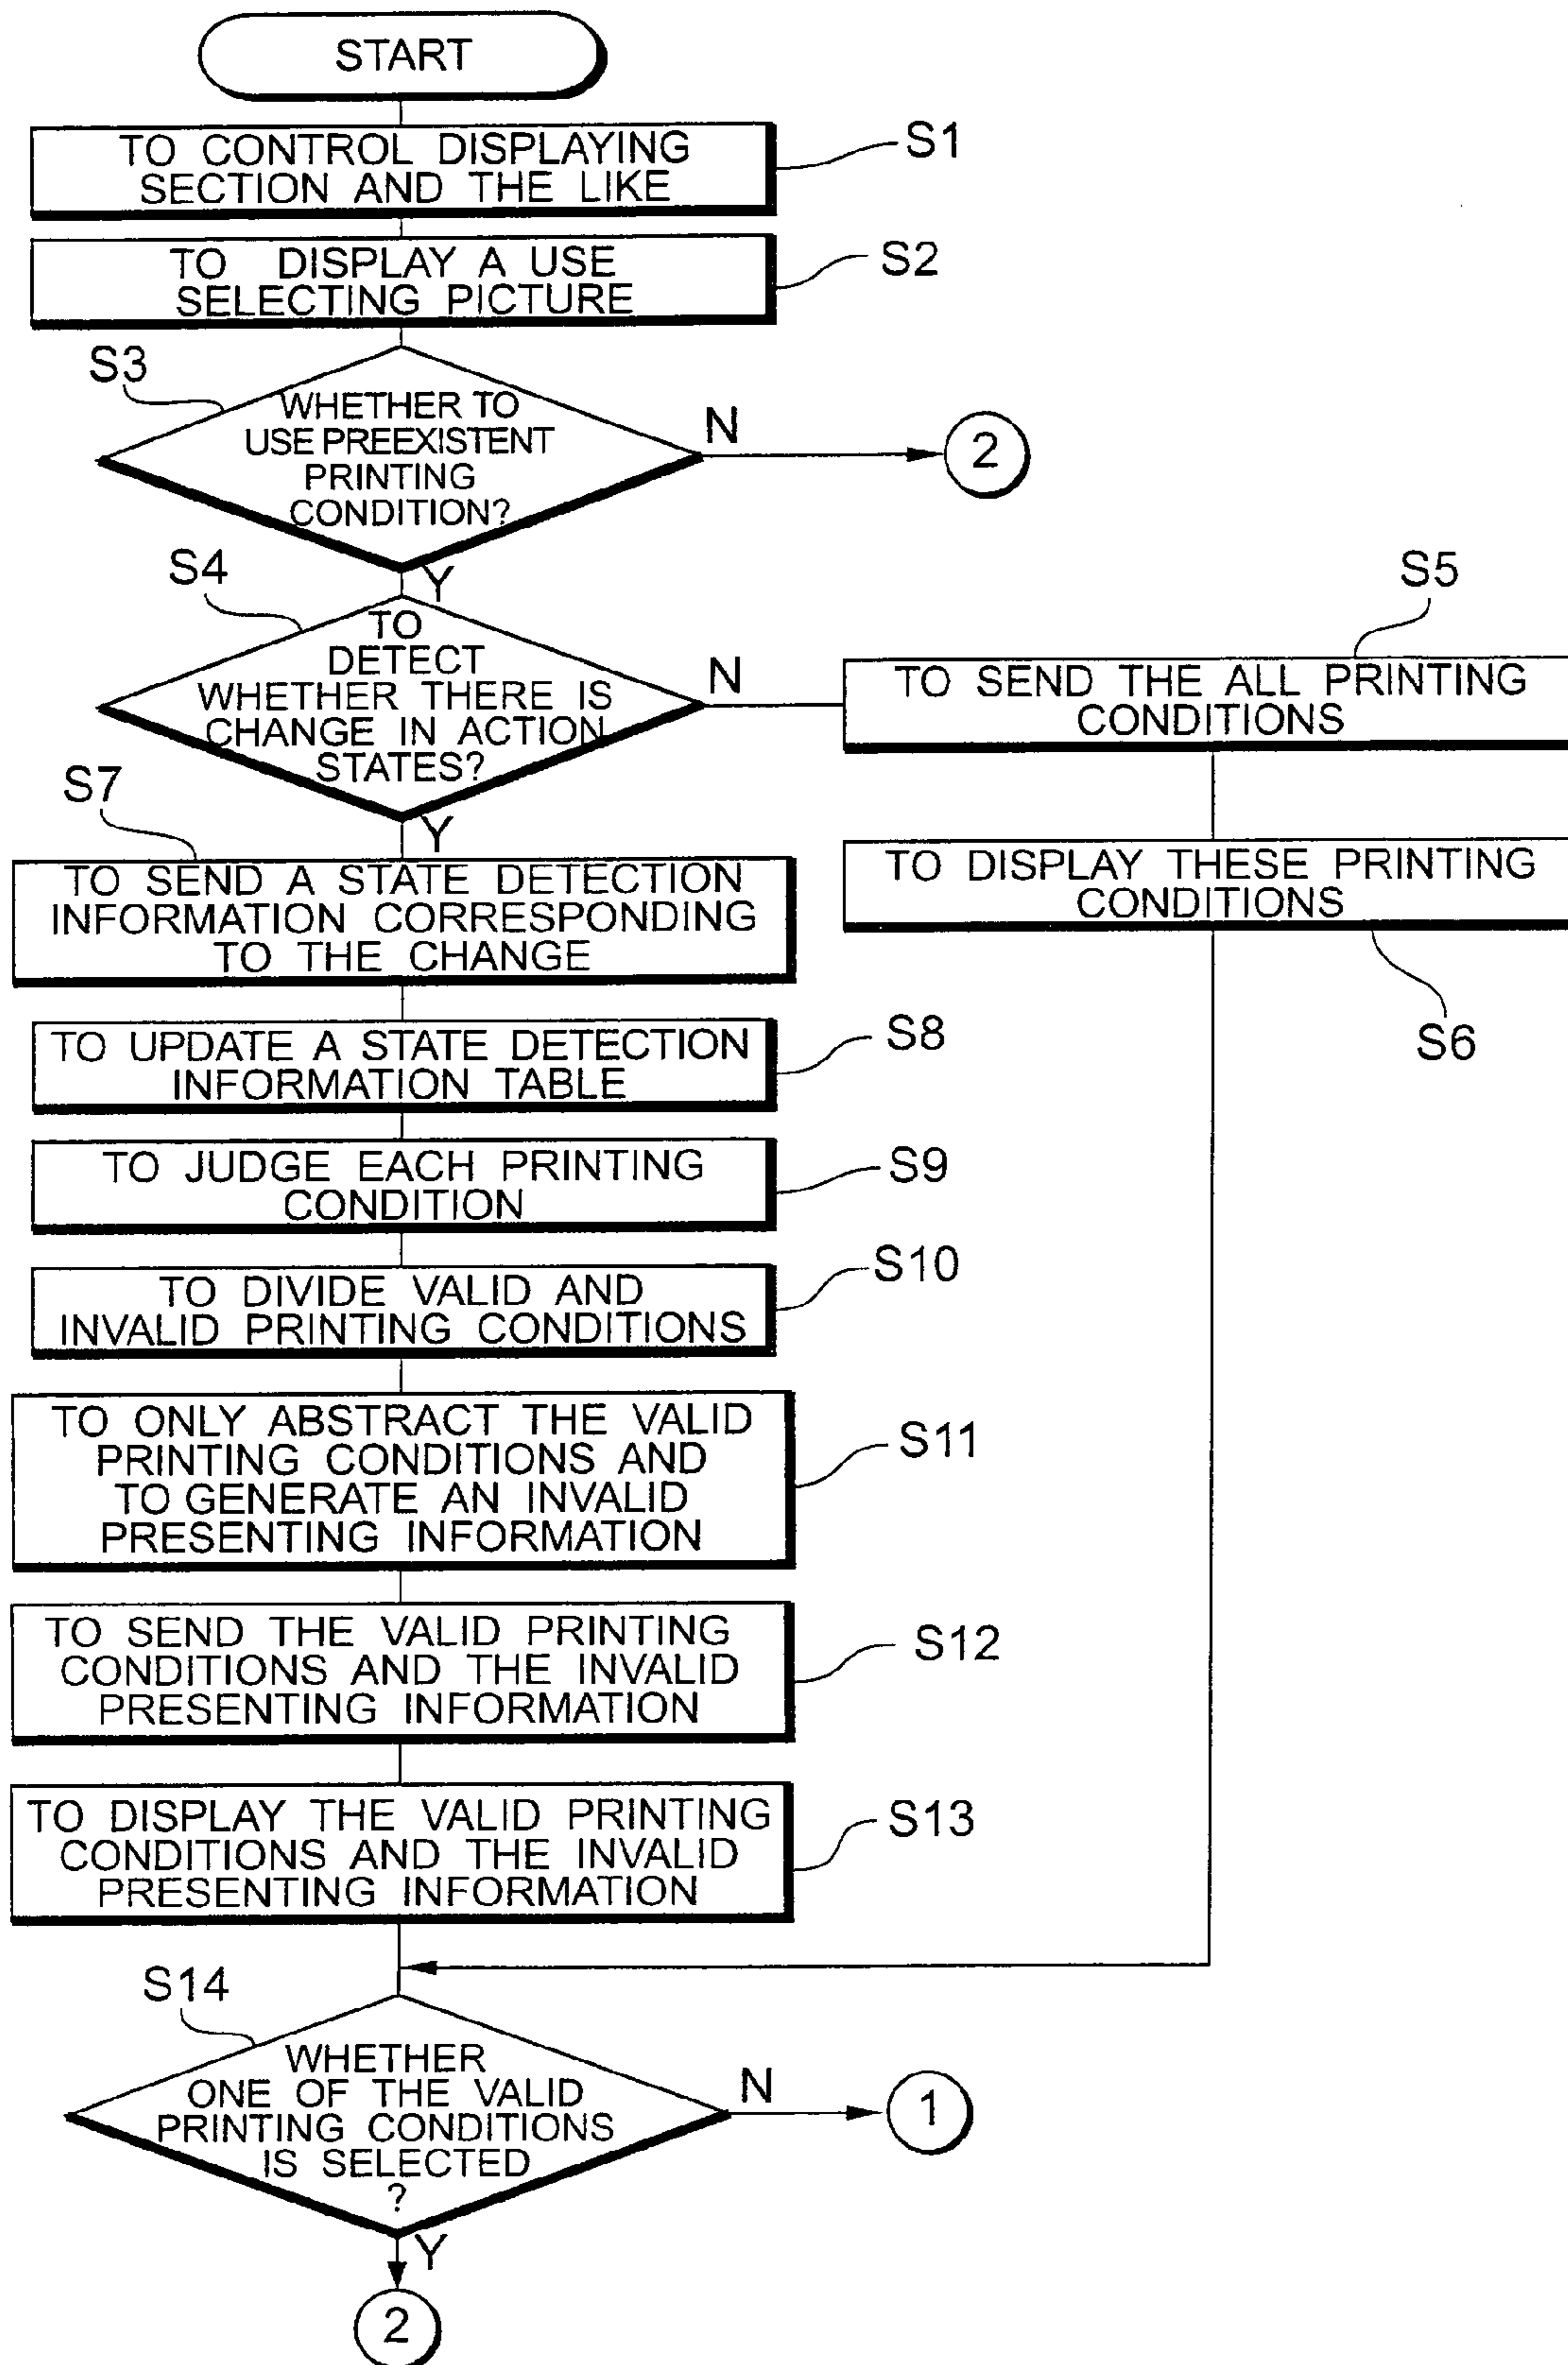 START
TO CONTROL DISPLAYING
SECTION AND THE LIKE
S1
TO DISPLAY A USE
SELECTING PICTURE
S2
S3
WHETHER TO
USE PREEXISTENT
PRINTING
CONDITION?
N
2
Y
S4
TO
DETECT
WHETHER THERE IS
CHANGE IN ACTION
STATES?
N
S5
TO SEND THE ALL PRINTING
CONDITIONS
TO DISPLAY THESE PRINTING
CONDITIONS
S6
Y
S7
TO SEND A STATE DETECTION
INFORMATION CORRESPONDING
TO THE CHANGE
TO UPDATE A STATE DETECTION
INFORMATION TABLE
S8
TO JUDGE EACH PRINTING
CONDITION
S9
TO DIVIDE VALID AND
INVALID PRINTING CONDITIONS
S10
TO ONLY ABSTRACT THE VALID
PRINTING CONDITIONS AND
TO GENERATE AN INVALID
PRESENTING INFORMATION
S11
TO SEND THE VALID PRINTING
CONDITIONS AND THE INVALID
PRESENTING INFORMATION
S12
TO DISPLAY THE VALID PRINTING
CONDITIONS AND THE INVALID
PRESENTING INFORMATION
S13
S14
WHETHER
ONE OF THE VALID
PRINTING CONDITIONS
IS SELECTED
?
N
1
Y
2